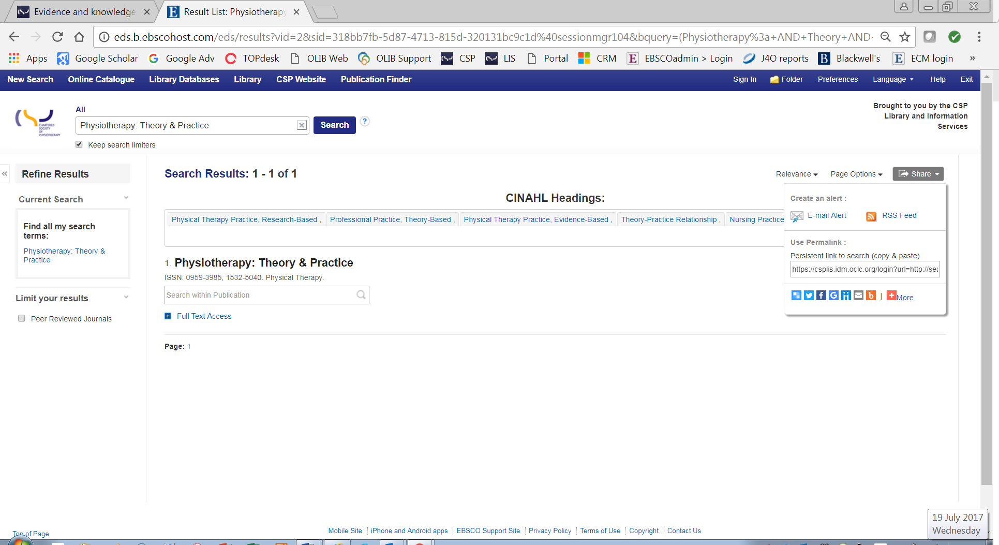 Evidence and knowledge
Result List: Physiotherapy
eds.b.ebscohost.com/eds/results?vid=2&sid=318bb7fb-5d87-4713-815d-320131bc9c1d%40sessionmgr104&bquery=(Physiotherapy%3a+AND+Theory+AND-
Apps Google Scholar Google Adv TOPdesk OLIB Web OLIB Support CSP LIS Portal CRM EBSCOadmin > Login J4O reports Blackwell's ECM login »
New Search Online Catalogue Library Databases Library CSP Website Publication Finder Sign In Folder Preferences Language Help Exit
CHARTERED
SOCIETY
OF
PHYSIOTHERAPY
All
Physiotherapy: Theory & Practice
Search
?
Keep search limiters
Brought to you by the CSP
Library and Information
Services
«
Refine Results
Current Search
Find all my search
terms:
Physiotherapy: Theory &
Practice
Limit your results
Peer Reviewed Journals
Search Results: 1 - 1 of 1
Relevance Page Options Share
CINAHL Headings:
Physical Therapy Practice, Research-Based , Professional Practice, Theory-Based , Physical Therapy Practice, Evidence-Based , Theory-Practice Relationship , Nursing Practice
1. Physiotherapy: Theory & Practice
ISSN: 0959-3985, 1532-5040. Physical Therapy.
Search within Publication
Full Text Access
Page: 1
Create an alert :
E-mail Alert RSS Feed
Use Permalink :
Persistent link to search (copy & paste)
https://csplis.idm.oclc.org/login?url=http://sea
| More
Top of Page
Mobile Site iPhone and Android apps EBSCO Support Site Privacy Policy Terms of Use Copyright Contact Us
19 July 2017
Wednesday